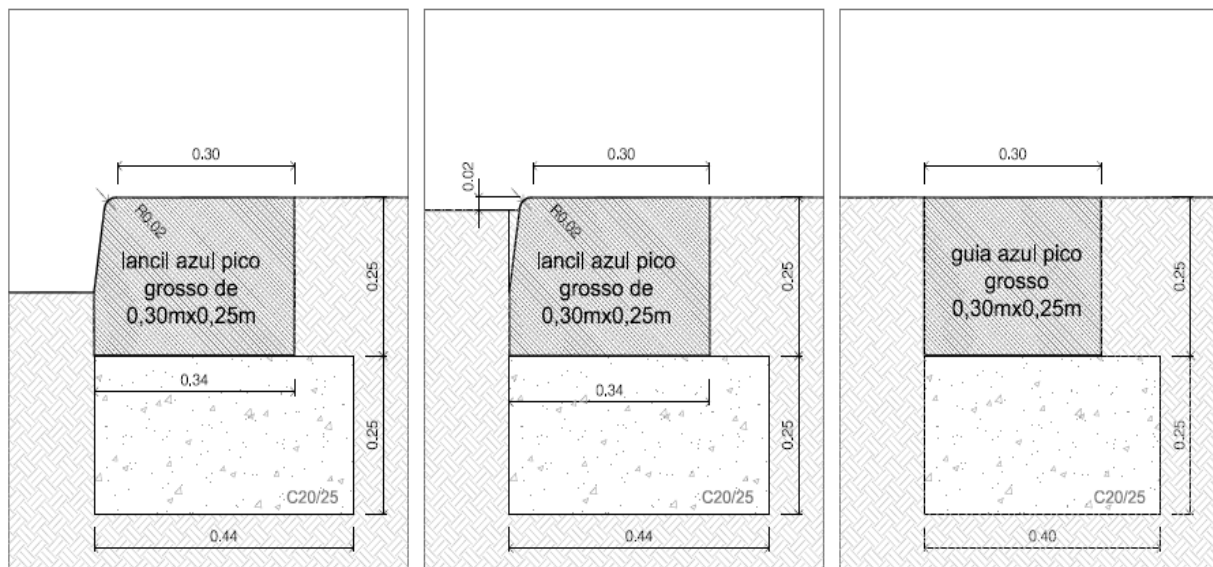 0.30
R0.02
lancil azul pico
grosso de
0,30mx0,25m
0.25
0.34
0.25
C20/25
0.44
0.30
0.02
R0.02
lancil azul pico
grosso de
0,30mx0,25m
0.25
0.34
0.25
C20/25
0.44
0.30
guia azul pico
grosso
0,30mx0,25m
0.25
0.25
C20/25
0.40